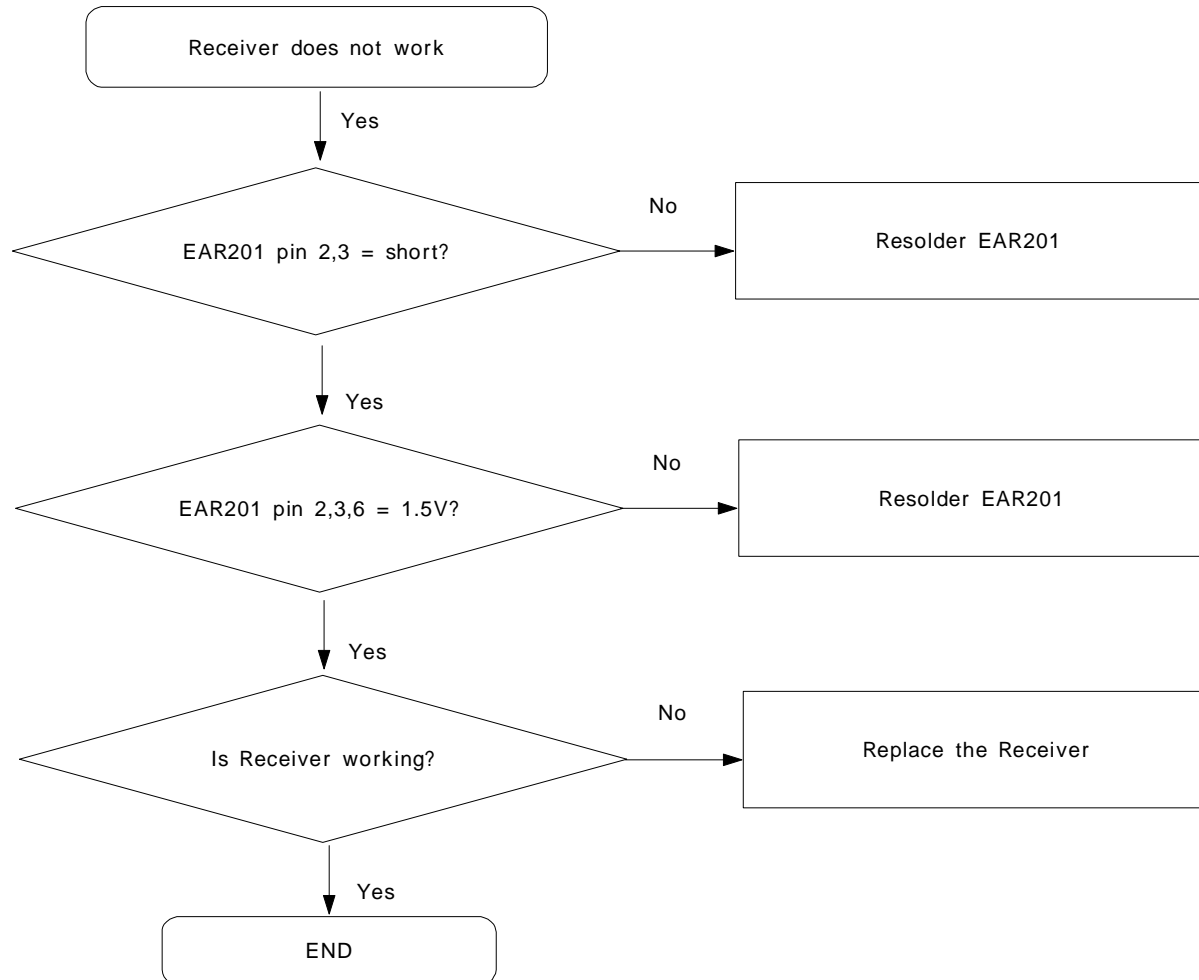 Receiver does not work
Yes
EAR201 pin 2,3 = short?
No
Resolder EAR201
Yes
EAR201 pin 2,3,6 = 1.5V?
No
Resolder EAR201
Yes
Is Receiver working?
No
Replace the Receiver
Yes
END